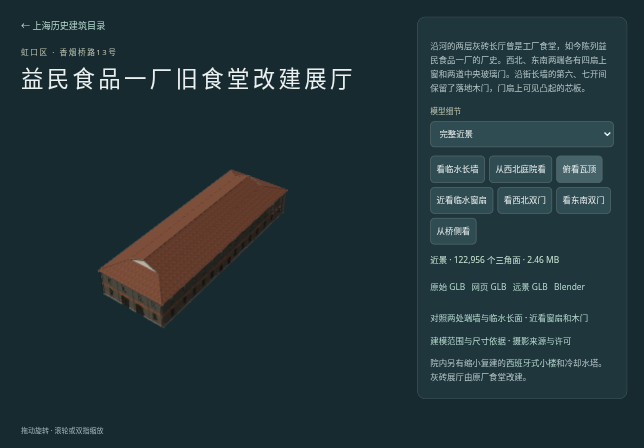 ← 上海历史建筑目录
虹口区 · 香烟桥路13号
益民食品一厂旧食堂改建展厅
沿河的两层灰砖长厅曾是工厂食堂，如今陈列益
民食品一厂的厂史。西北、东南两端各有四扇上
窗和两道中央玻璃门。沿街长墙的第六、七开间
保留了落地木门，门扇上可见凸起的芯板。
模型细节
完整近景
看临水长墙
从西北庭院看
俯看瓦顶
近看临水窗扇
看西北双门
看东南双门
从桥侧看
近景 · 122,956 个三角面 · 2.46 MB
原始 GLB 网页 GLB 远景 GLB Blender
对照两处端墙与临水长面 · 近看窗扇和木门
建模范围与尺寸依据 · 摄影来源与许可
院内另有缩小复建的西班牙式小楼和冷却水塔。
灰砖展厅由原厂食堂改建。
拖动旋转 · 滚轮或双指缩放